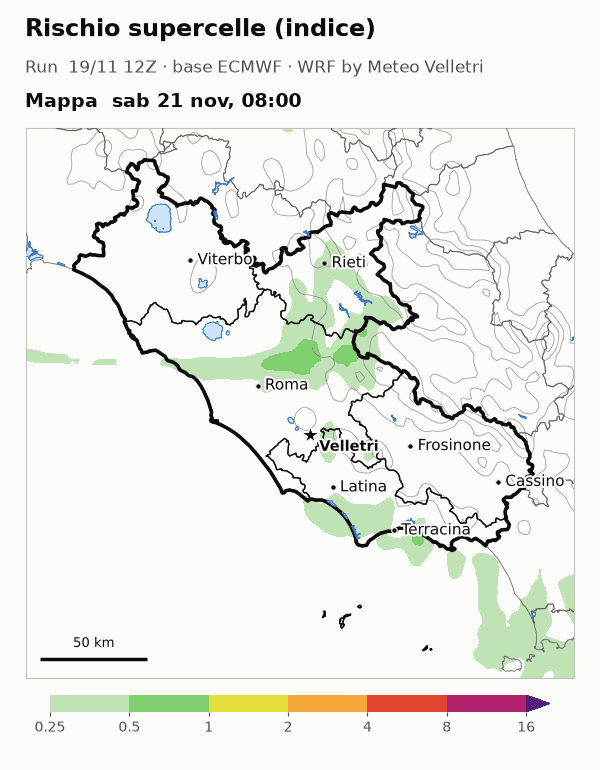 Rischio supercelle (indice)
Run  19/11 12Z · base ECMWF · WRF by Meteo Velletri
Mappa  sab 21 nov, 08:00
Viterbo
Rieti
Roma
Velletri
Frosinone
Cassino
Latina
Terracina
50 km
0.25 0.5 1 2 4 8 16